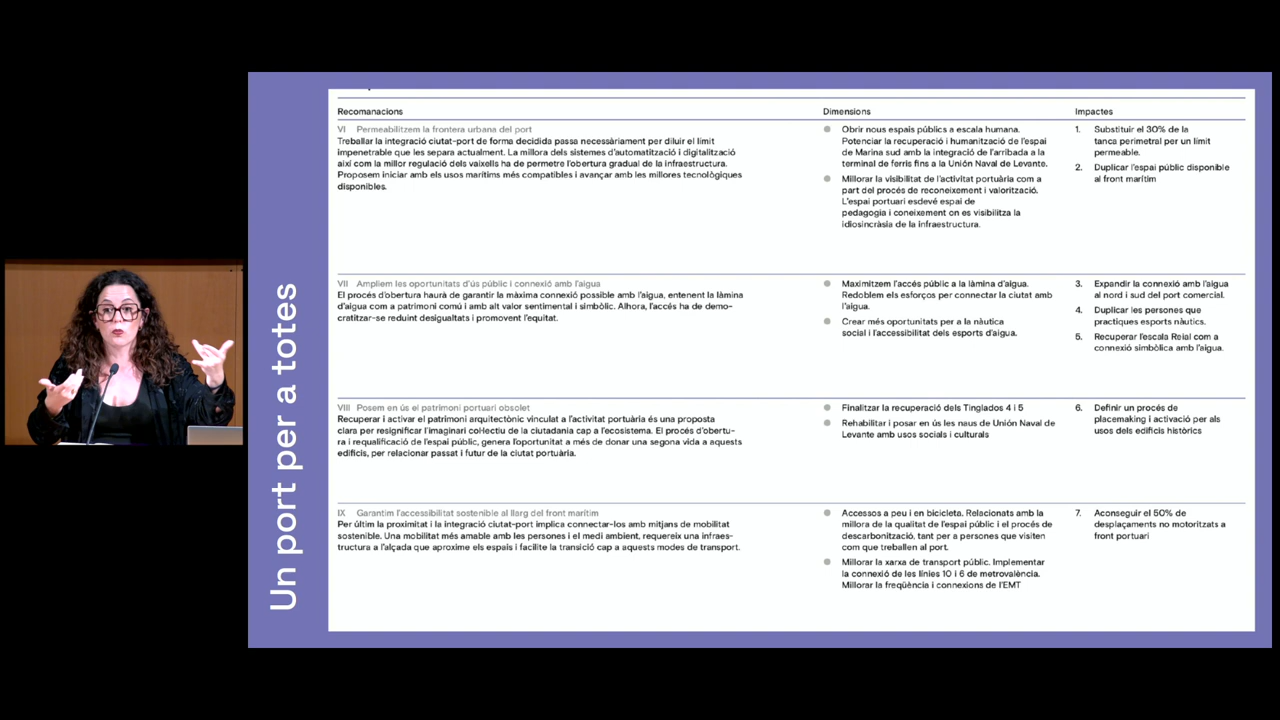 Un port per a totes
Recomanacions
Dimensions
Impactes
VI Permeabilitzem la frontera urbana del port
Treballar la integració ciutat-port de forma decidida passa necessàriament per diluir el límit
impenetrable que les separa actualment. La millora dels sistemes d'automatització i digitalització
així com la millor regulació dels vaixells ha de permetre l'obertura gradual de la infraestructura.
Proposem iniciar amb els usos marítims més compatibles i avançar amb les millores tecnològiques
disponibles.
Obrir nous espais públics a escala humana.
Potenciar la recuperació i humanització de l'espai
de Marina sud amb la integració de l'arribada a la
terminal de ferris fins a la Unión Naval de Levante.
Millorar la visibilitat de l'activitat portuària com a
part del procés de reconeixement i valorització.
L'espai portuari esdevé espai de
pedagogia i coneixement on es visibilitza la
idiosincràsia de la infraestructura.
1. Substituir el 30% de la
tanca perimetral per un límit
permeable.
2. Duplicar l'espai públic disponible
al front marítim
VII Ampliem les oportunitats d'ús públic i connexió amb l'aigua
El procés d'obertura haurà de garantir la màxima connexió possible amb l'aigua, entenent la làmina
d'aigua com a patrimoni comú i amb alt valor sentimental i simbòlic. Alhora, l'accés ha de demo-
cratitzar-se reduint desigualtats i promovent l'equitat.
Maximitzem l'accés públic a la làmina d'aigua.
Redoblem els esforços per connectar la ciutat amb
l'aigua.
Crear més oportunitats per a la nàutica
social i l'accessibilitat dels esports d'aigua.
3. Expandir la connexió amb l'aigua
al nord i sud del port comercial.
4. Duplicar les persones que
practiques esports nàutics.
5. Recuperar l'escala Reial com a
connexió simbòlica amb l'aigua.
VIII Posem en ús el patrimoni portuari obsolet
Recuperar i activar el patrimoni arquitectònic vinculat a l'activitat portuària és una proposta
clara per resignificar l'imaginari col·lectiu de la ciutadania cap a l'ecosistema. El procés d'obertu-
ra i requalificació de l'espai públic, genera l'oportunitat a més de donar una segona vida a aquests
edificis, per relacionar passat i futur de la ciutat portuària.
Finalitzar la recuperació dels Tinglados 4 i 5
Rehabilitar i posar en ús les naus de Unión Naval de
Levante amb usos socials i culturals
6. Definir un procés de
placemaking i activació per als
usos dels edificis històrics
IX Garantim l'accessibilitat sostenible al llarg del front marítim
Per últim la proximitat i la integració ciutat-port implica connectar-los amb mitjans de mobilitat
sostenible. Una mobilitat més amable amb les persones i el medi ambient, requereix una infraes-
tructura a l'alçada que aproxime els espais i facilite la transició cap a aquests modes de transport.
Accessos a peu i en bicicleta. Relacionats amb la
millora de la qualitat de l'espai públic i el procés de
descarbonització, tant per a persones que visiten
com que treballen al port.
Millorar la xarxa de transport públic. Implementar
la connexió de les línies 10 i 6 de metrovalència.
Millorar la freqüència i connexions de l'EMT
7. Aconseguir el 50% de
desplaçaments no motoritzats a
front portuari